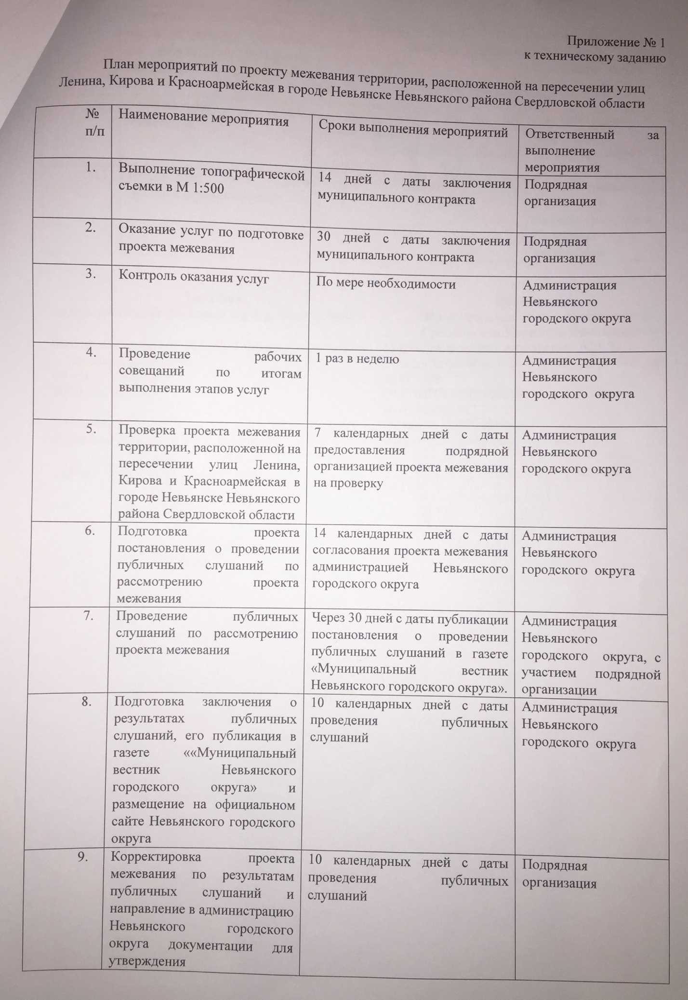 Приложение № 1
к техническому заданию
План мероприятий по проекту межевания территории, расположенной на пересечении улиц
Ленина, Кирова и Красноармейская в городе Невьянске Невьянского района Свердловской области
№
п/п
Наименование мероприятия
Сроки выполнения мероприятий
Ответственный за
выполнение
мероприятия
1.
Выполнение топографической
съемки в М 1:500
14 дней с даты заключения
муниципального контракта
Подрядная
организация
2.
Оказание услуг по подготовке
проекта межевания
30 дней с даты заключения
муниципального контракта
Подрядная
организация
3.
Контроль оказания услуг
По мере необходимости
Администрация
Невьянского
городского округа
4.
Проведение рабочих
совещаний по итогам
выполнения этапов услуг
1 раз в неделю
Администрация
Невьянского
городского округа
5.
Проверка проекта межевания
территории, расположенной на
пересечении улиц Ленина,
Кирова и Красноармейская в
городе Невьянске Невьянского
района Свердловской области
7 календарных дней с даты
предоставления подрядной
организацией проекта межевания
на проверку
Администрация
Невьянского
городского округа
6.
Подготовка проекта
постановления о проведении
публичных слушаний по
рассмотрению проекта
межевания
14 календарных дней с даты
согласования проекта межевания
администрацией Невьянского
городского округа
Администрация
Невьянского
городского округа
7.
Проведение публичных
слушаний по рассмотрению
проекта межевания
Через 30 дней с даты публикации
постановления о проведении
публичных слушаний в газете
«Муниципальный вестник
Невьянского городского округа».
Администрация
Невьянского
городского округа, с
участием подрядной
организации
8.
Подготовка заключения о
результатах публичных
слушаний, его публикация в
газете ««Муниципальный
вестник Невьянского
городского округа» и
размещение на официальном
сайте Невьянского городского
округа
10 календарных дней с даты
проведения публичных
слушаний
Администрация
Невьянского
городского округа
9.
Корректировка проекта
межевания по результатам
публичных слушаний и
направление в администрацию
Невьянского городского
округа документации для
утверждения
10 календарных дней с даты
проведения публичных
слушаний
Подрядная
организация